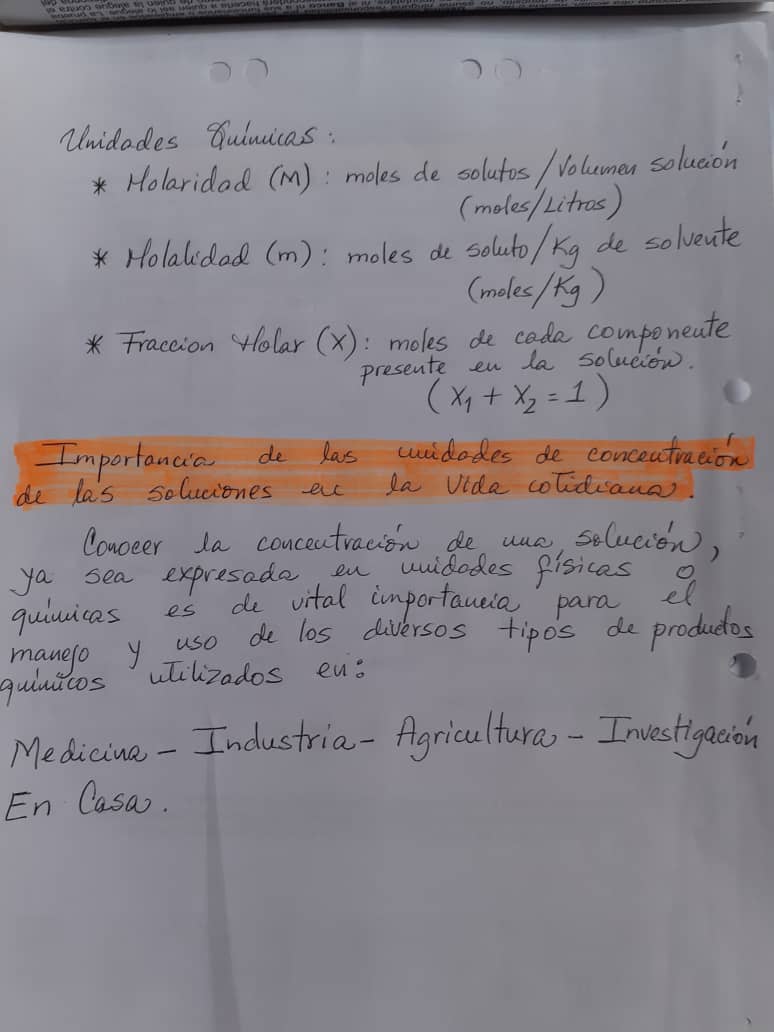 Unidades Químicas:
* Molaridad (M): moles de solutos/Volumen solución
(moles/Litros)
* Molalidad (m): moles de soluto/Kg de solvente
(moles/Kg)
* Fraccion Molar (X): moles de cada componente
presente en la solución.
(X₁ + X₂ = 1)
Importancia de las unidades de concentración
de las soluciones en la vida cotidiana.
Conocer la concentración de una solución,
ya sea expresada en unidades físicas o
químicas es de vital importancia para el
manejo y uso de los diversos tipos de productos
químicos utilizados en:
Medicina - Industria - Agricultura - Investigación
En Casa.